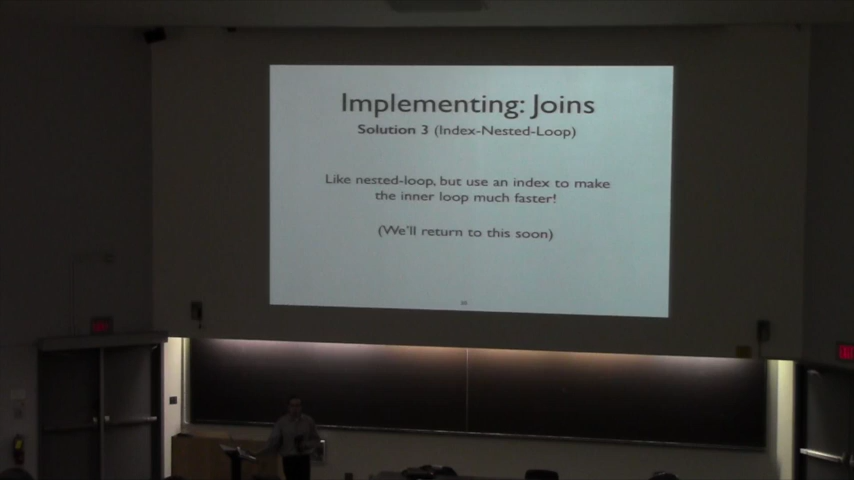 Implementing: Joins
Solution 3 (Index-Nested-Loop)
Like nested-loop, but use an index to make
the inner loop much faster!
(We'll return to this soon)